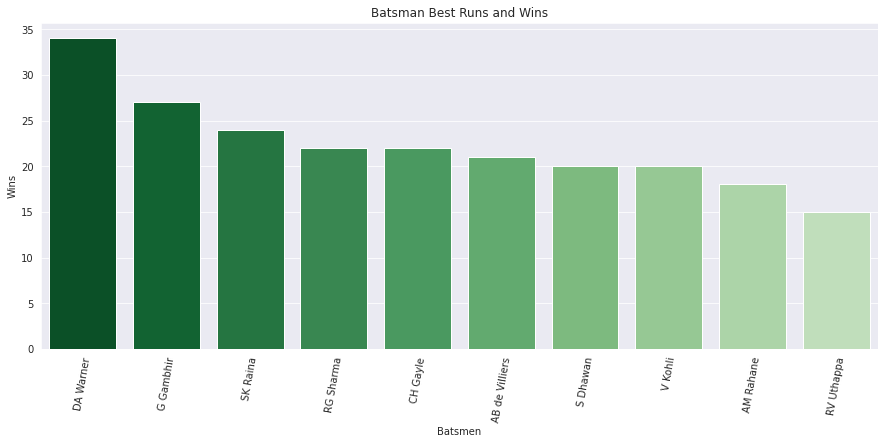 Batsman Best Runs and Wins
35
30
25
20
15
10
5
0
Wins
DA Warner
G Gambhir
SK Raina
RG Sharma
CH Gayle
AB de Villiers
S Dhawan
V Kohli
AM Rahane
RV Uthappa
Batsmen